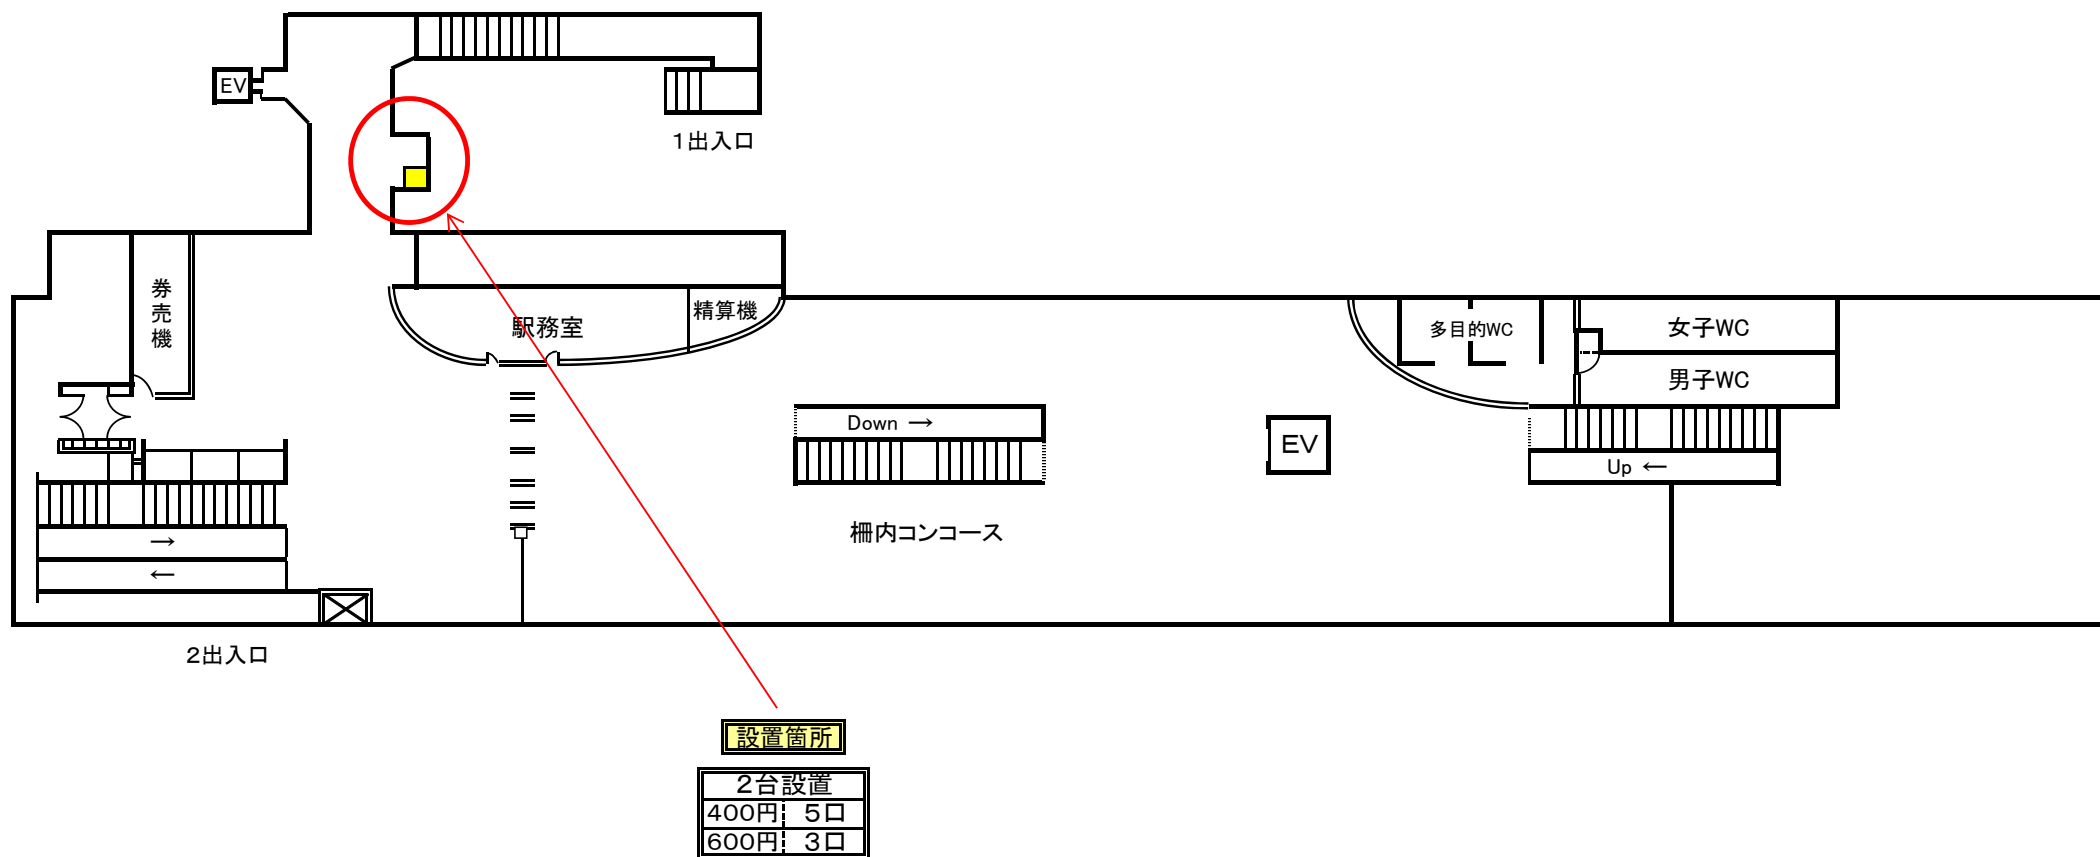 EV
1出入口
券売機
駅務室
精算機
多目的WC
女子WC
男子WC
Down →
EV
Up ←
柵内コンコース
→
←
2出入口
設置箇所
2台設置
400円 5口
600円 3口